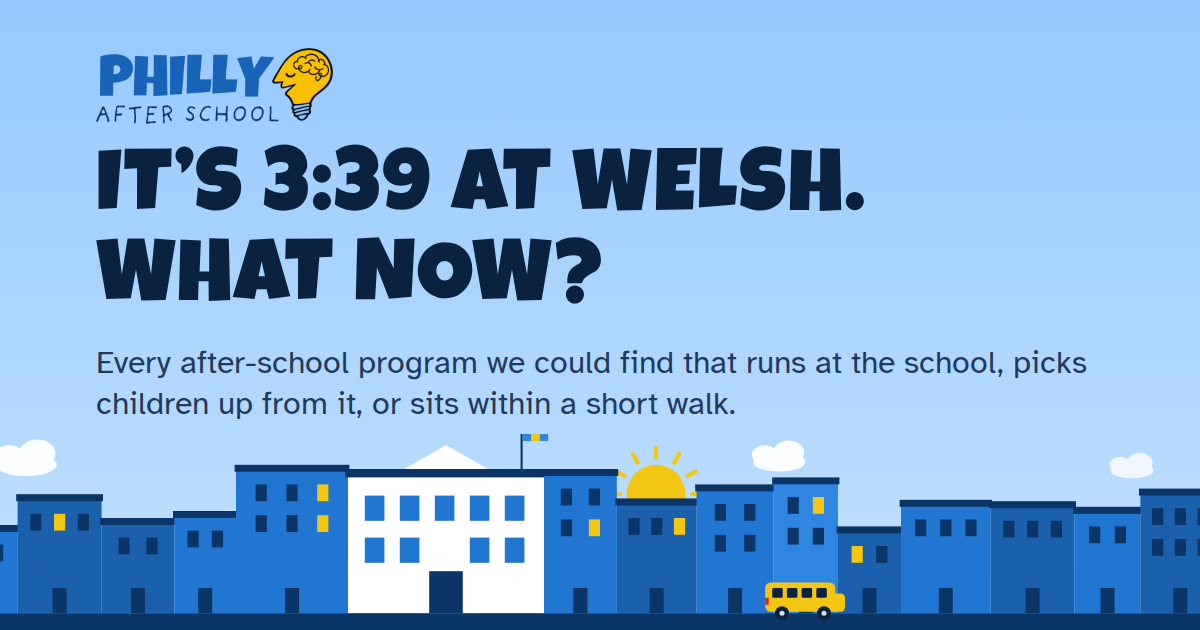 PHILLY
AFTER SCHOOL
IT’S 3:39 AT WELSH.
WHAT NOW?
Every after-school program we could find that runs at the school, picks
children up from it, or sits within a short walk.